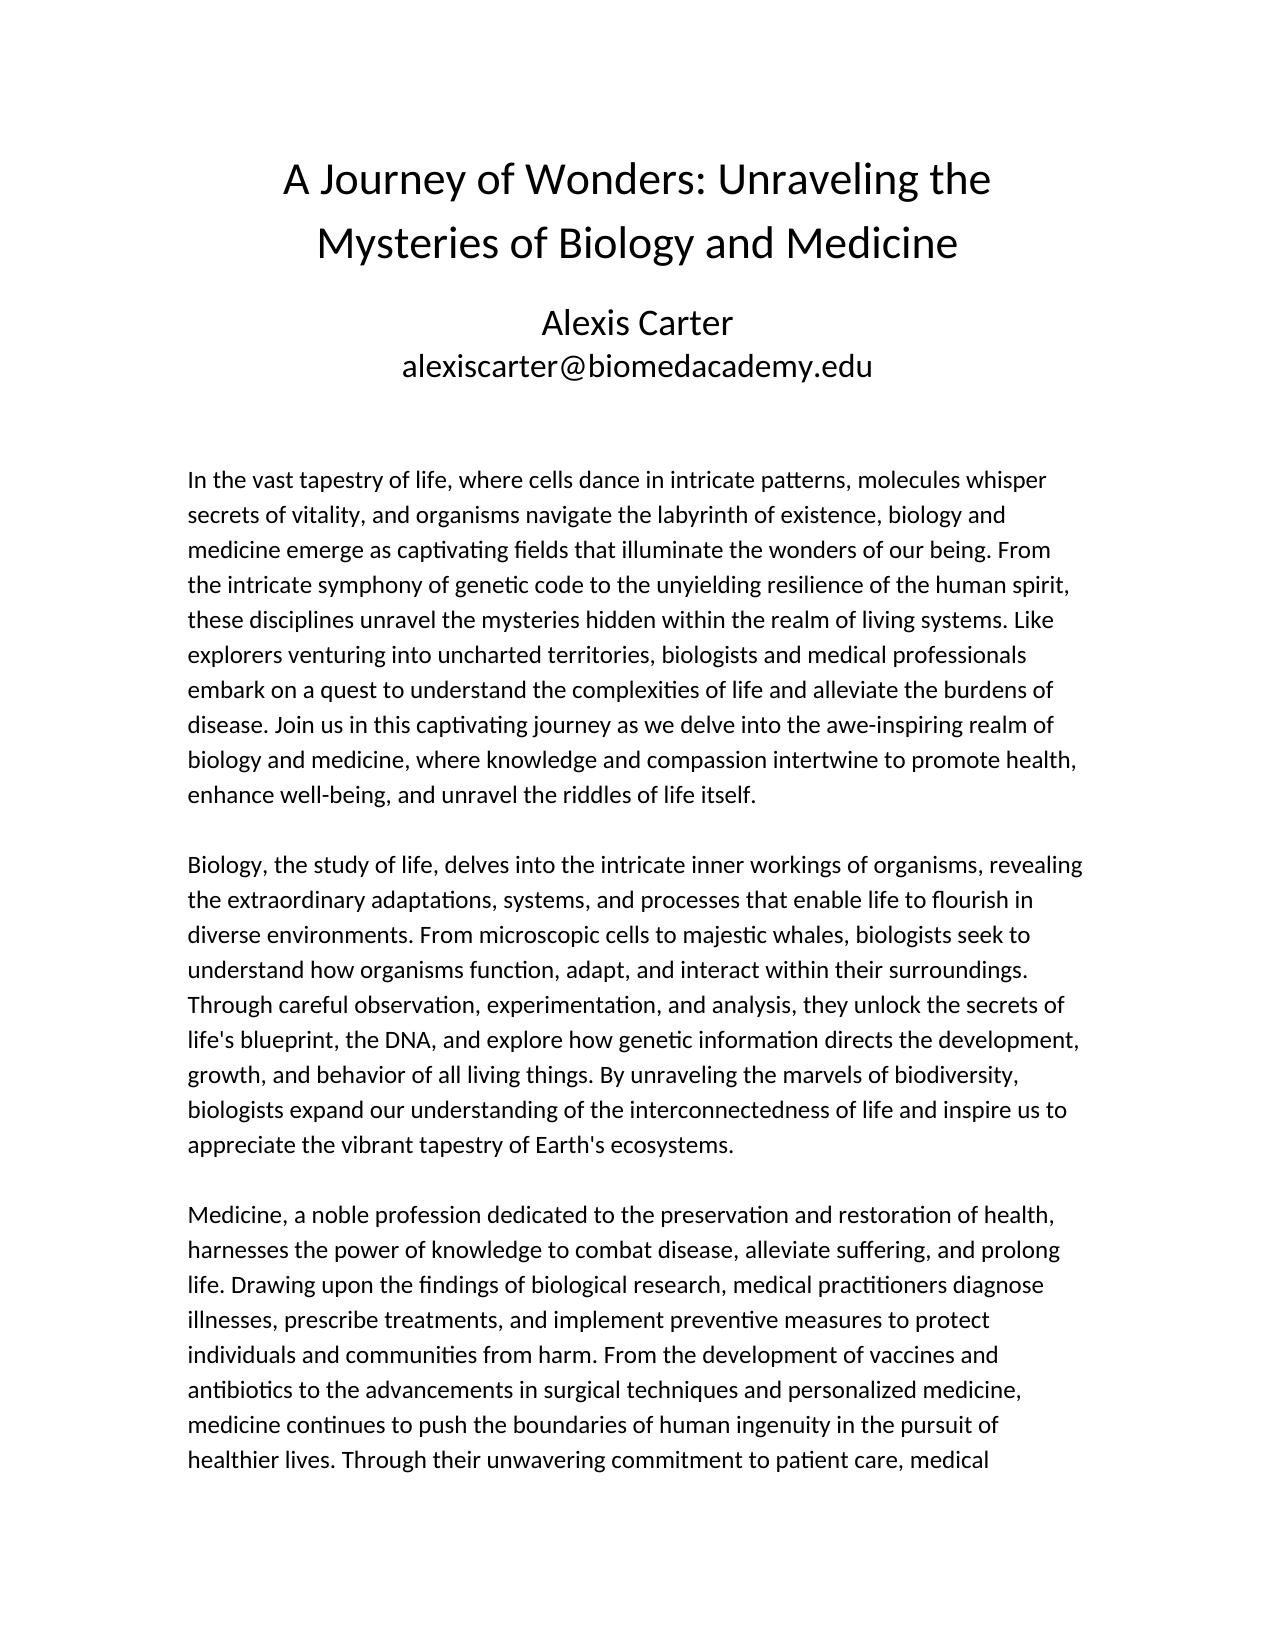 A Journey of Wonders: Unraveling the
Mysteries of Biology and Medicine
Alexis Carter
alexiscarter@biomedacademy.edu
In the vast tapestry of life, where cells dance in intricate patterns, molecules whisper
secrets of vitality, and organisms navigate the labyrinth of existence, biology and
medicine emerge as captivating fields that illuminate the wonders of our being. From
the intricate symphony of genetic code to the unyielding resilience of the human spirit,
these disciplines unravel the mysteries hidden within the realm of living systems. Like
explorers venturing into uncharted territories, biologists and medical professionals
embark on a quest to understand the complexities of life and alleviate the burdens of
disease. Join us in this captivating journey as we delve into the awe-inspiring realm of
biology and medicine, where knowledge and compassion intertwine to promote health,
enhance well-being, and unravel the riddles of life itself.
Biology, the study of life, delves into the intricate inner workings of organisms, revealing
the extraordinary adaptations, systems, and processes that enable life to flourish in
diverse environments. From microscopic cells to majestic whales, biologists seek to
understand how organisms function, adapt, and interact within their surroundings.
Through careful observation, experimentation, and analysis, they unlock the secrets of
life's blueprint, the DNA, and explore how genetic information directs the development,
growth, and behavior of all living things. By unraveling the marvels of biodiversity,
biologists expand our understanding of the interconnectedness of life and inspire us to
appreciate the vibrant tapestry of Earth's ecosystems.
Medicine, a noble profession dedicated to the preservation and restoration of health,
harnesses the power of knowledge to combat disease, alleviate suffering, and prolong
life. Drawing upon the findings of biological research, medical practitioners diagnose
illnesses, prescribe treatments, and implement preventive measures to protect
individuals and communities from harm. From the development of vaccines and
antibiotics to the advancements in surgical techniques and personalized medicine,
medicine continues to push the boundaries of human ingenuity in the pursuit of
healthier lives. Through their unwavering commitment to patient care, medical